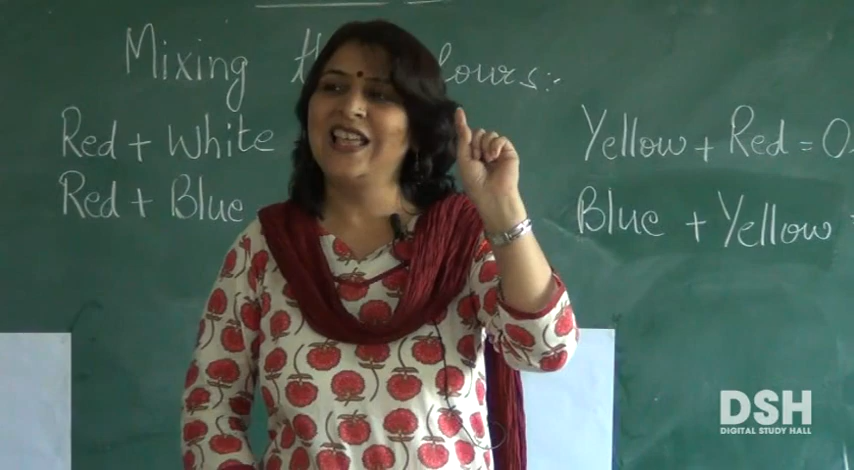 Mixing
Red + White
Red + Blue
Yellow + Red =
Blue + Yellow
DSH
DIGITAL STUDY HALL